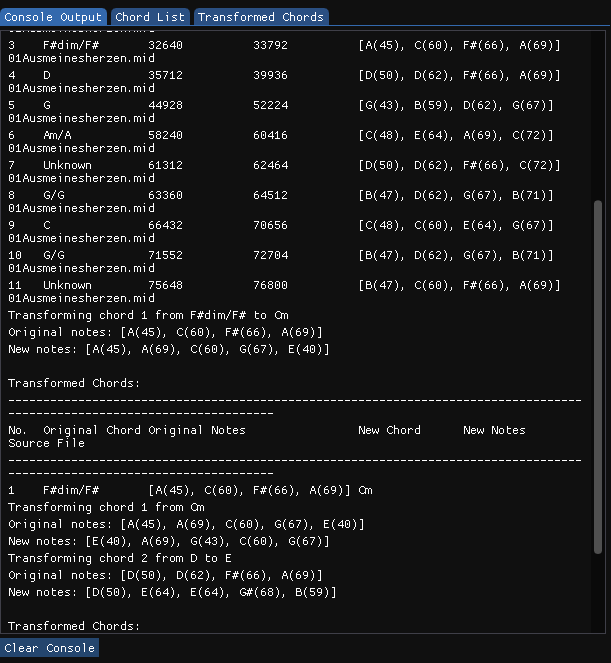 Console Output Chord List Transformed Chords
3 F#dim/F# 32640 33792 [A(45), C(60), F#(66), A(69)]
01Ausmeinesherzen.mid
4 D 35712 39936 [D(50), D(62), F#(66), A(69)]
01Ausmeinesherzen.mid
5 G 44928 52224 [G(43), B(59), D(62), G(67)]
01Ausmeinesherzen.mid
6 Am/A 58240 60416 [C(48), E(64), A(69), C(72)]
01Ausmeinesherzen.mid
7 Unknown 61312 62464 [D(50), D(62), F#(66), C(72)]
01Ausmeinesherzen.mid
8 G/G 63360 64512 [B(47), D(62), G(67), B(71)]
01Ausmeinesherzen.mid
9 C 66432 70656 [C(48), C(60), E(64), G(67)]
01Ausmeinesherzen.mid
10 G/G 71552 72704 [B(47), D(62), G(67), B(71)]
01Ausmeinesherzen.mid
11 Unknown 75648 76800 [B(47), C(60), F#(66), A(69)]
01Ausmeinesherzen.mid
Transforming chord 1 from F#dim/F# to Cm
Original notes: [A(45), C(60), F#(66), A(69)]
New notes: [A(45), A(69), C(60), G(67), E(40)]
Transformed Chords:
----------------------------------------------------------------------------------
--------------------------------------
No. Original Chord Original Notes New Chord New Notes
Source File
----------------------------------------------------------------------------------
--------------------------------------
1 F#dim/F# [A(45), C(60), F#(66), A(69)] Cm
Transforming chord 1 from Cm
Original notes: [A(45), A(69), C(60), G(67), E(40)]
New notes: [E(40), A(69), G(43), C(60), G(67)]
Transforming chord 2 from D to E
Original notes: [D(50), D(62), F#(66), A(69)]
New notes: [D(50), E(64), E(64), G#(68), B(59)]
Transformed Chords:
Clear Console